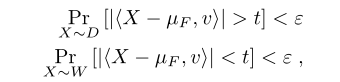 Pr_{X∼D} [|⟨X − μ_F, v⟩| > t] < ε
Pr_{X∼W} [|⟨X − μ_F, v⟩| < t] < ε ,